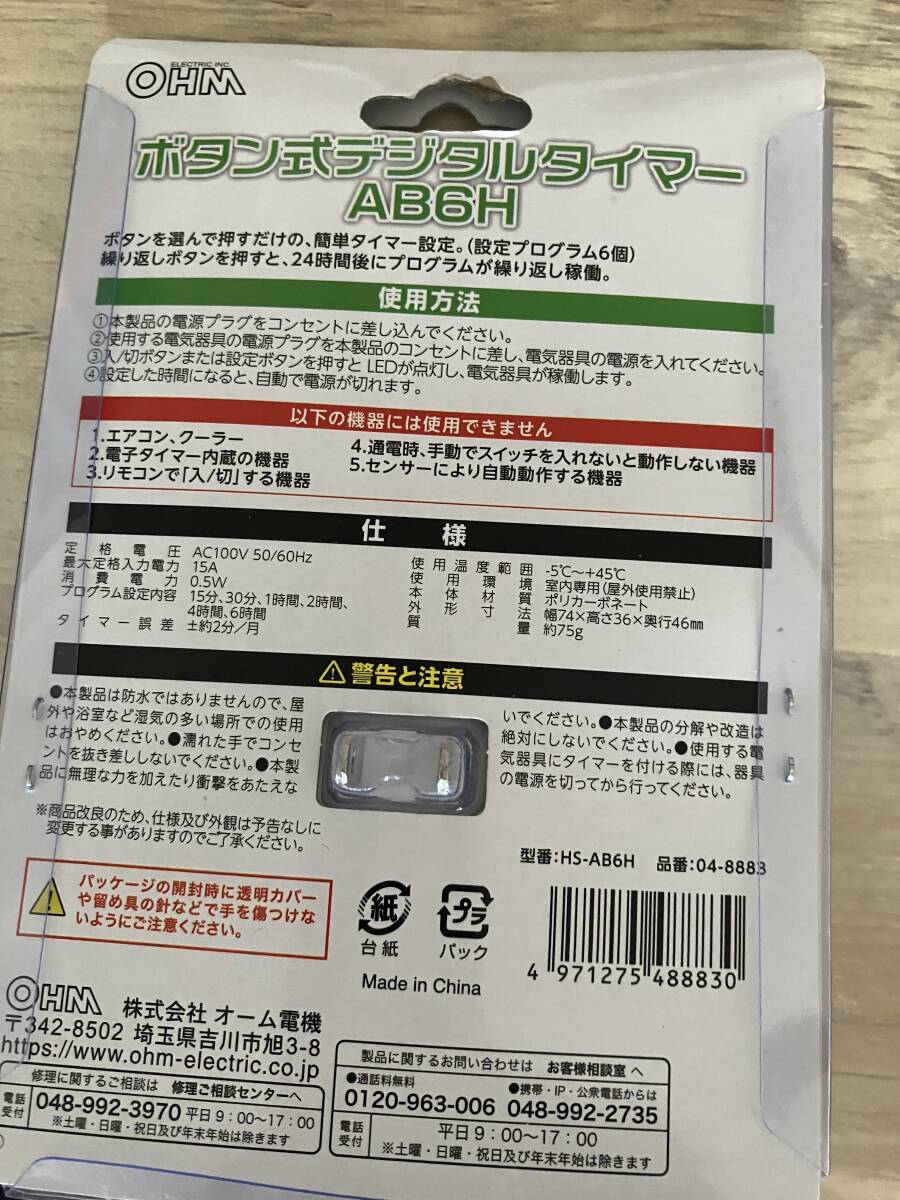 ELECTRIC INC.
OHM
ボタン式デジタルタイマー
AB6H
ボタンを選んで押すだけの、簡単タイマー設定。(設定プログラム6個)
繰り返しボタンを押すと、24時間後にプログラムが繰り返し稼働。
使用方法
①本製品の電源プラグをコンセントに差し込んでください。
②使用する電気器具の電源プラグを本製品のコンセントに差し、電気器具の電源を入れてください。
③入/切ボタンまたは設定ボタンを押すと LEDが点灯し、電気器具が稼働します。
④設定した時間になると、自動で電源が切れます。
以下の機器には使用できません
1.エアコン、クーラー
2.電子タイマー内蔵の機器
3.リモコンで「入/切」する機器
4.通電時、手動でスイッチを入れないと動作しない機器
5.センサーにより自動動作する機器
仕 様
定格電圧 AC100V 50/60Hz
最大定格入力電力 15A
消費電力 0.5W
プログラム設定内容 15分、30分、1時間、2時間、
4時間、6時間
タイマー誤差 ±約2分/月
使用温度範囲 -5℃～+45℃
使用環境 室内専用(屋外使用禁止)
本体材質 ポリカーボネート
外形寸法 幅74×高さ36×奥行46㎜
質量 約75g
⚠警告と注意
●本製品は防水ではありませんので、屋
外や浴室など湿気の多い場所での使用
はおやめください。●濡れた手でコンセ
ントを抜き差ししないでください。●本製
品に無理な力を加えたり衝撃をあたえな
いでください。●本製品の分解や改造は
絶対にしないでください。●使用する電
気器具にタイマーを付ける際には、器具
の電源を切ってから行ってください。
※商品改良のため、仕様及び外観は予告なしに
変更する事がありますのでご了承ください。
型番:HS-AB6H 品番:04-8883
パッケージの開封時に透明カバー
や留め具の針などで手を傷つけな
いようにご注意ください。
紙
台紙
プラ
パック
Made in China
4 971275 488830
OHM 株式会社 オーム電機
〒342-8502 埼玉県吉川市旭3-8
https://www.ohm-electric.co.jp
修理に関するご相談は 修理ご相談センターへ
電話受付 048-992-3970 平日9:00～17:00
※土曜・日曜・祝日及び年末年始は除きます
製品に関するお問い合わせは お客様相談室 へ
●通話料無料 ●携帯・IP・公衆電話からは
0120-963-006 048-992-2735
電話受付 平日9:00～17:00
※土曜・日曜・祝日及び年末年始は除きます